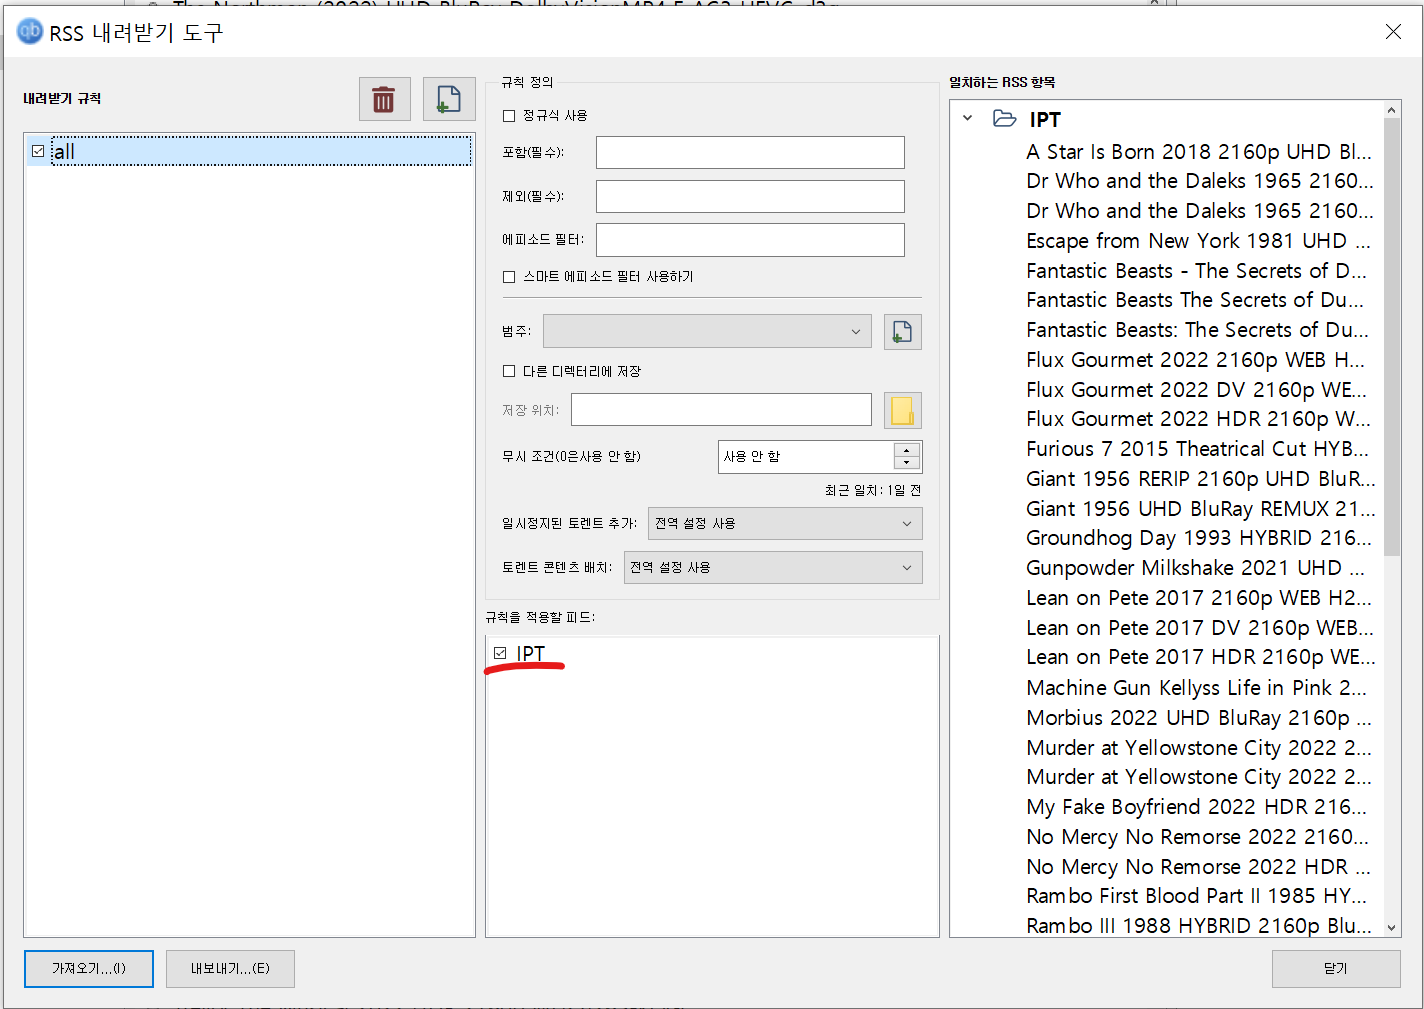 The Northman (2022) UHD BluRay Dolby VisionMP4 E-AC3 HEVC-d3g
qb RSS 내려받기 도구
내려받기 규칙
all
가져오기...(I)
내보내기...(E)
규칙 정의
정규식 사용
포함(필수):
제외(필수):
에피소드 필터:
스마트 에피소드 필터 사용하기
범주:
다른 디렉터리에 저장
저장 위치:
무시 조건(0은사용 안 함)
사용 안 함
최근 일치: 1일 전
일시정지된 토렌트 추가:
전역 설정 사용
토렌트 콘텐츠 배치:
전역 설정 사용
규칙을 적용할 피드:
IPT
일치하는 RSS 항목
IPT
A Star Is Born 2018 2160p UHD Bl...
Dr Who and the Daleks 1965 2160...
Dr Who and the Daleks 1965 2160...
Escape from New York 1981 UHD ...
Fantastic Beasts - The Secrets of D...
Fantastic Beasts The Secrets of Du...
Fantastic Beasts: The Secrets of Du...
Flux Gourmet 2022 2160p WEB H...
Flux Gourmet 2022 DV 2160p WE...
Flux Gourmet 2022 HDR 2160p W...
Furious 7 2015 Theatrical Cut HYB...
Giant 1956 RERIP 2160p UHD BluR...
Giant 1956 UHD BluRay REMUX 21...
Groundhog Day 1993 HYBRID 216...
Gunpowder Milkshake 2021 UHD ...
Lean on Pete 2017 2160p WEB H2...
Lean on Pete 2017 DV 2160p WEB...
Lean on Pete 2017 HDR 2160p WE...
Machine Gun Kellyss Life in Pink 2...
Morbius 2022 UHD BluRay 2160p ...
Murder at Yellowstone City 2022 2...
Murder at Yellowstone City 2022 2...
My Fake Boyfriend 2022 HDR 216...
No Mercy No Remorse 2022 2160...
No Mercy No Remorse 2022 HDR ...
Rambo First Blood Part II 1985 HY...
Rambo III 1988 HYBRID 2160p Blu...
닫기